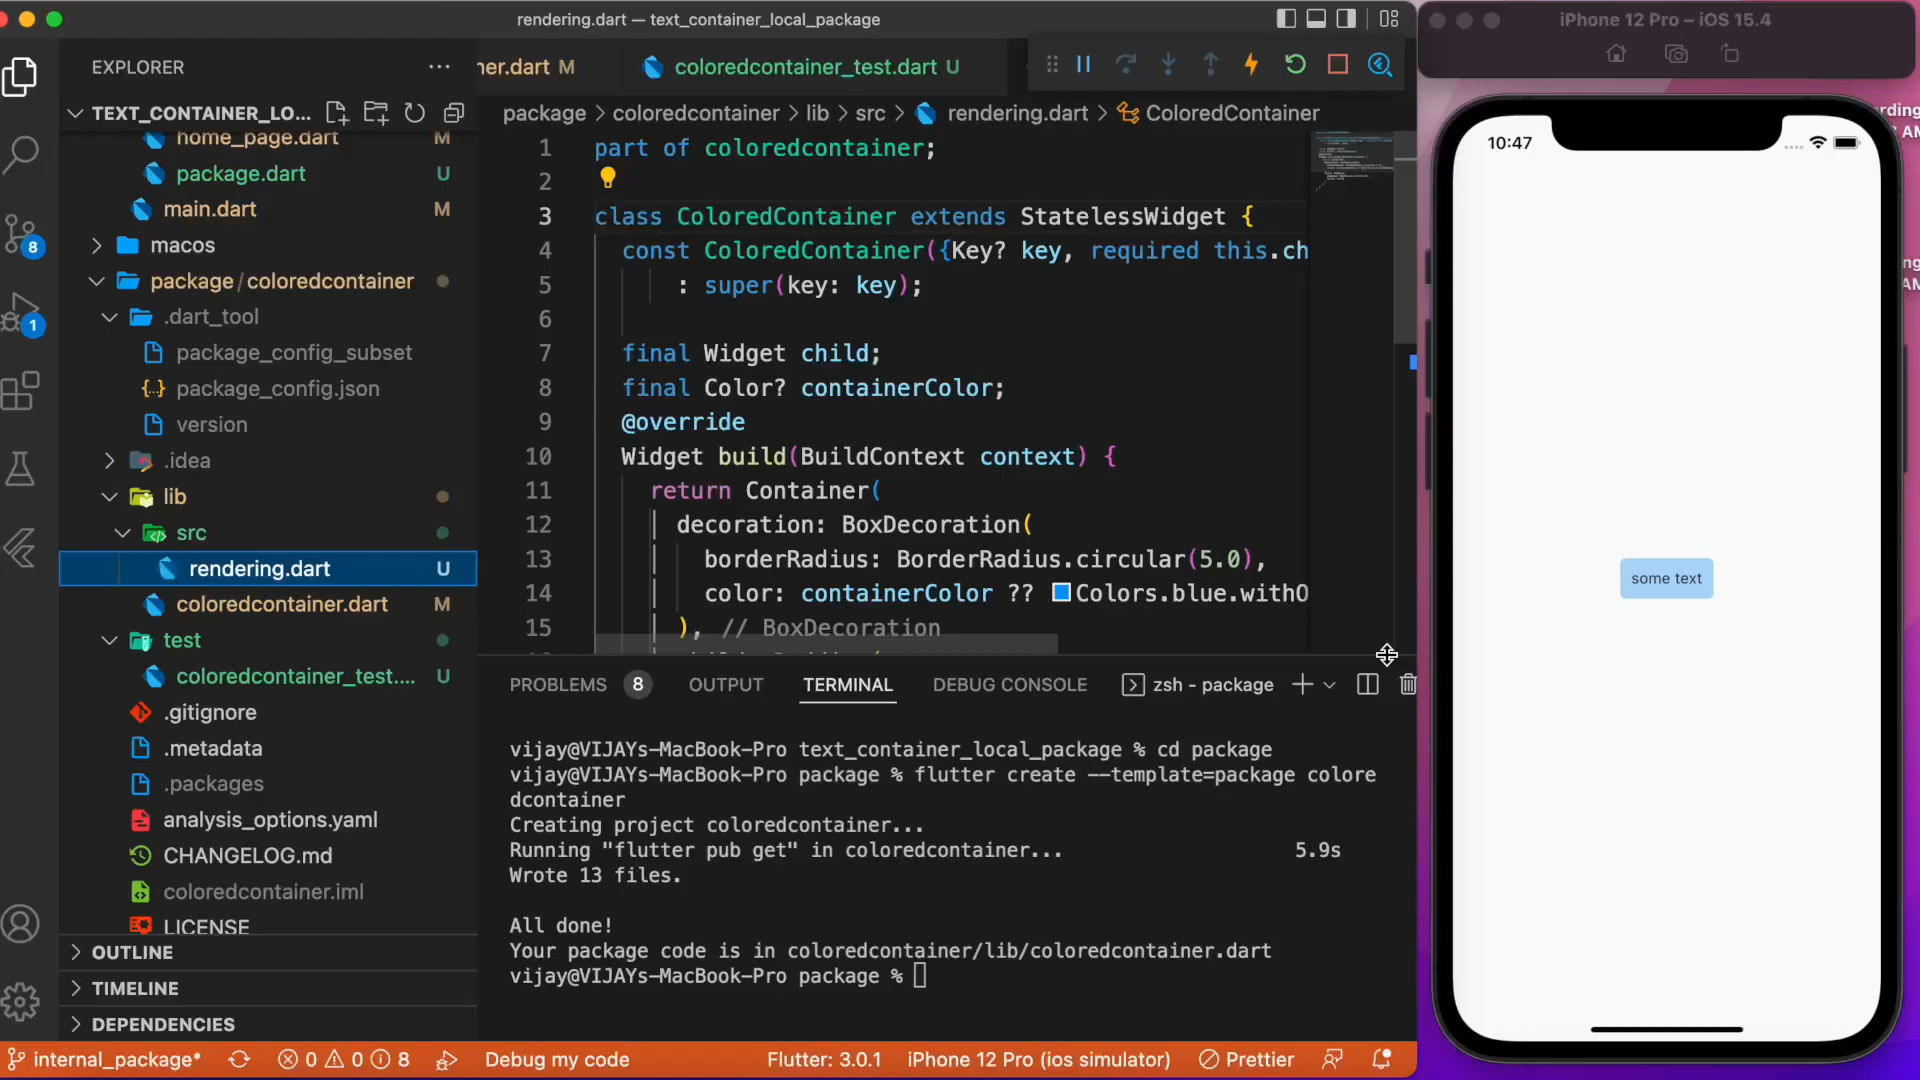 rendering.dart — text_container_local_package
iPhone 12 Pro – iOS 15.4
EXPLORER
ner.dart M
coloredcontainer_test.dart U
TEXT_CONTAINER_LO...
package > coloredcontainer > lib > src > rendering.dart > ColoredContainer
home_page.dart M
package.dart U
main.dart M
macos
package / coloredcontainer
.dart_tool
package_config_subset
package_config.json
version
.idea
lib
src
rendering.dart U
coloredcontainer.dart M
test
coloredcontainer_test.... U
.gitignore
.metadata
.packages
analysis_options.yaml
CHANGELOG.md
coloredcontainer.iml
LICENSE
OUTLINE
TIMELINE
DEPENDENCIES
8
1
1 part of coloredcontainer;
2
3 class ColoredContainer extends StatelessWidget {
4 const ColoredContainer({Key? key, required this.ch
5 : super(key: key);
6
7 final Widget child;
8 final Color? containerColor;
9 @override
10 Widget build(BuildContext context) {
11 return Container(
12 decoration: BoxDecoration(
13 borderRadius: BorderRadius.circular(5.0),
14 color: containerColor ?? Colors.blue.withO
15 ), // BoxDecoration
PROBLEMS 8 OUTPUT TERMINAL DEBUG CONSOLE zsh - package
vijay@VIJAYs-MacBook-Pro text_container_local_package % cd package
vijay@VIJAYs-MacBook-Pro package % flutter create --template=package colore
dcontainer
Creating project coloredcontainer...
Running "flutter pub get" in coloredcontainer... 5.9s
Wrote 13 files.
All done!
Your package code is in coloredcontainer/lib/coloredcontainer.dart
vijay@VIJAYs-MacBook-Pro package %
internal_package* 0 0 8 Debug my code Flutter: 3.0.1 iPhone 12 Pro (ios simulator) Prettier
10:47
some text
rding
AM
ng
AM